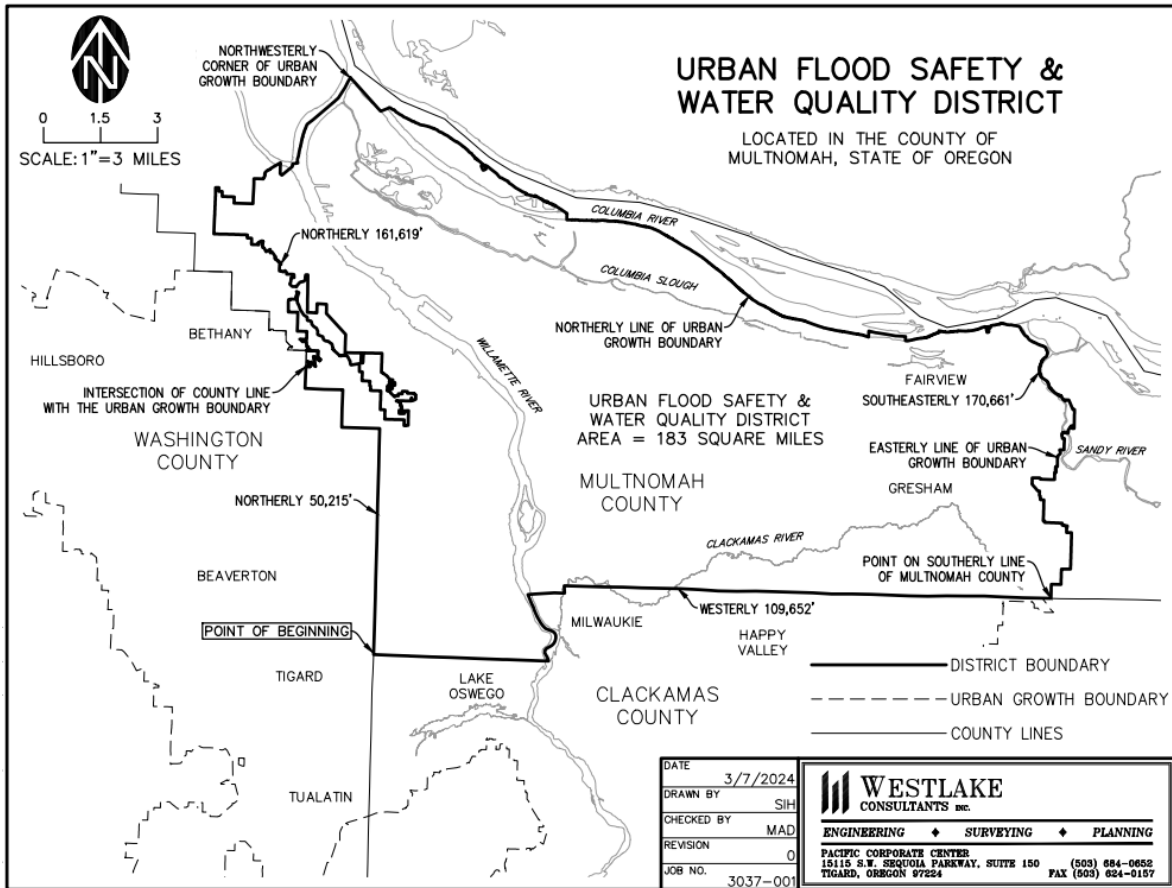 N
0 1.5 3
SCALE: 1"=3 MILES
NORTHWESTERLY
CORNER OF URBAN
GROWTH BOUNDARY
URBAN FLOOD SAFETY &
WATER QUALITY DISTRICT
LOCATED IN THE COUNTY OF
MULTNOMAH, STATE OF OREGON
NORTHERLY 161,619'
COLUMBIA RIVER
COLUMBIA SLOUGH
NORTHERLY LINE OF URBAN
GROWTH BOUNDARY
BETHANY
HILLSBORO
INTERSECTION OF COUNTY LINE
WITH THE URBAN GROWTH BOUNDARY
WASHINGTON
COUNTY
WILLAMETTE RIVER
URBAN FLOOD SAFETY &
WATER QUALITY DISTRICT
AREA = 183 SQUARE MILES
MULTNOMAH
COUNTY
FAIRVIEW
SOUTHEASTERLY 170,661'
EASTERLY LINE OF URBAN
GROWTH BOUNDARY
SANDY RIVER
GRESHAM
NORTHERLY 50,215'
CLACKAMAS RIVER
POINT ON SOUTHERLY LINE
OF MULTNOMAH COUNTY
BEAVERTON
WESTERLY 109,652'
MILWAUKIE
HAPPY
VALLEY
POINT OF BEGINNING
TIGARD
LAKE
OSWEGO
CLACKAMAS
COUNTY
TUALATIN
DISTRICT BOUNDARY
URBAN GROWTH BOUNDARY
COUNTY LINES
DATE
3/7/2024
DRAWN BY
SIH
CHECKED BY
MAD
REVISION
0
JOB NO.
3037-001
WESTLAKE
CONSULTANTS INC.
ENGINEERING ♦ SURVEYING ♦ PLANNING
PACIFIC CORPORATE CENTER
15115 S.W. SEQUOIA PARKWAY, SUITE 150 (503) 684-0652
TIGARD, OREGON 97224 FAX (503) 624-0157